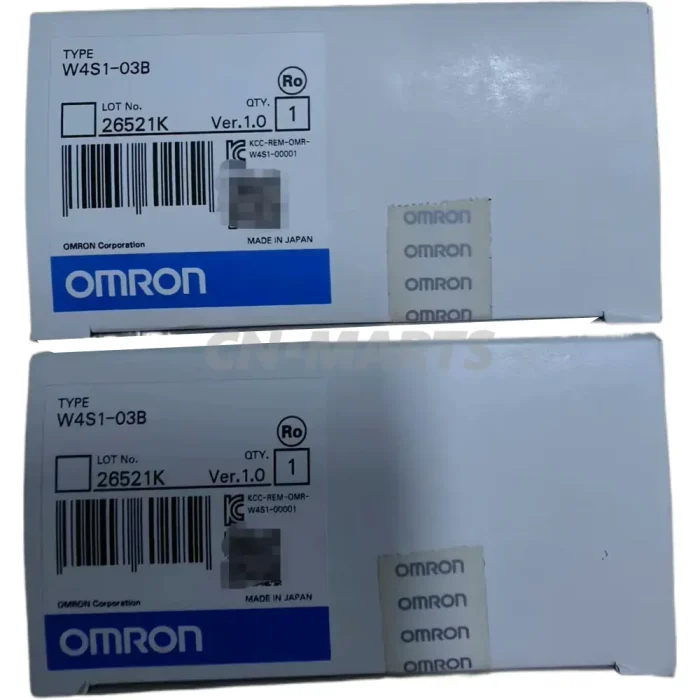 TYPE
W4S1-03B
Ro
LOT No.
QTY.
26521K
Ver.1.0
1
KCC-REM-OMR-
W4S1-00001
OMRON Corporation
MADE IN JAPAN
OMRON
OMRON
OMRON
OMRON
OMRON
CN-MARTS
TYPE
W4S1-03B
Ro
LOT No.
QTY.
26521K
Ver.1.0
1
KCC-REM-OMR-
W4S1-00001
OMRON Corporation
MADE IN JAPAN
OMRON
OMRON
OMRON
OMRON
OMRON